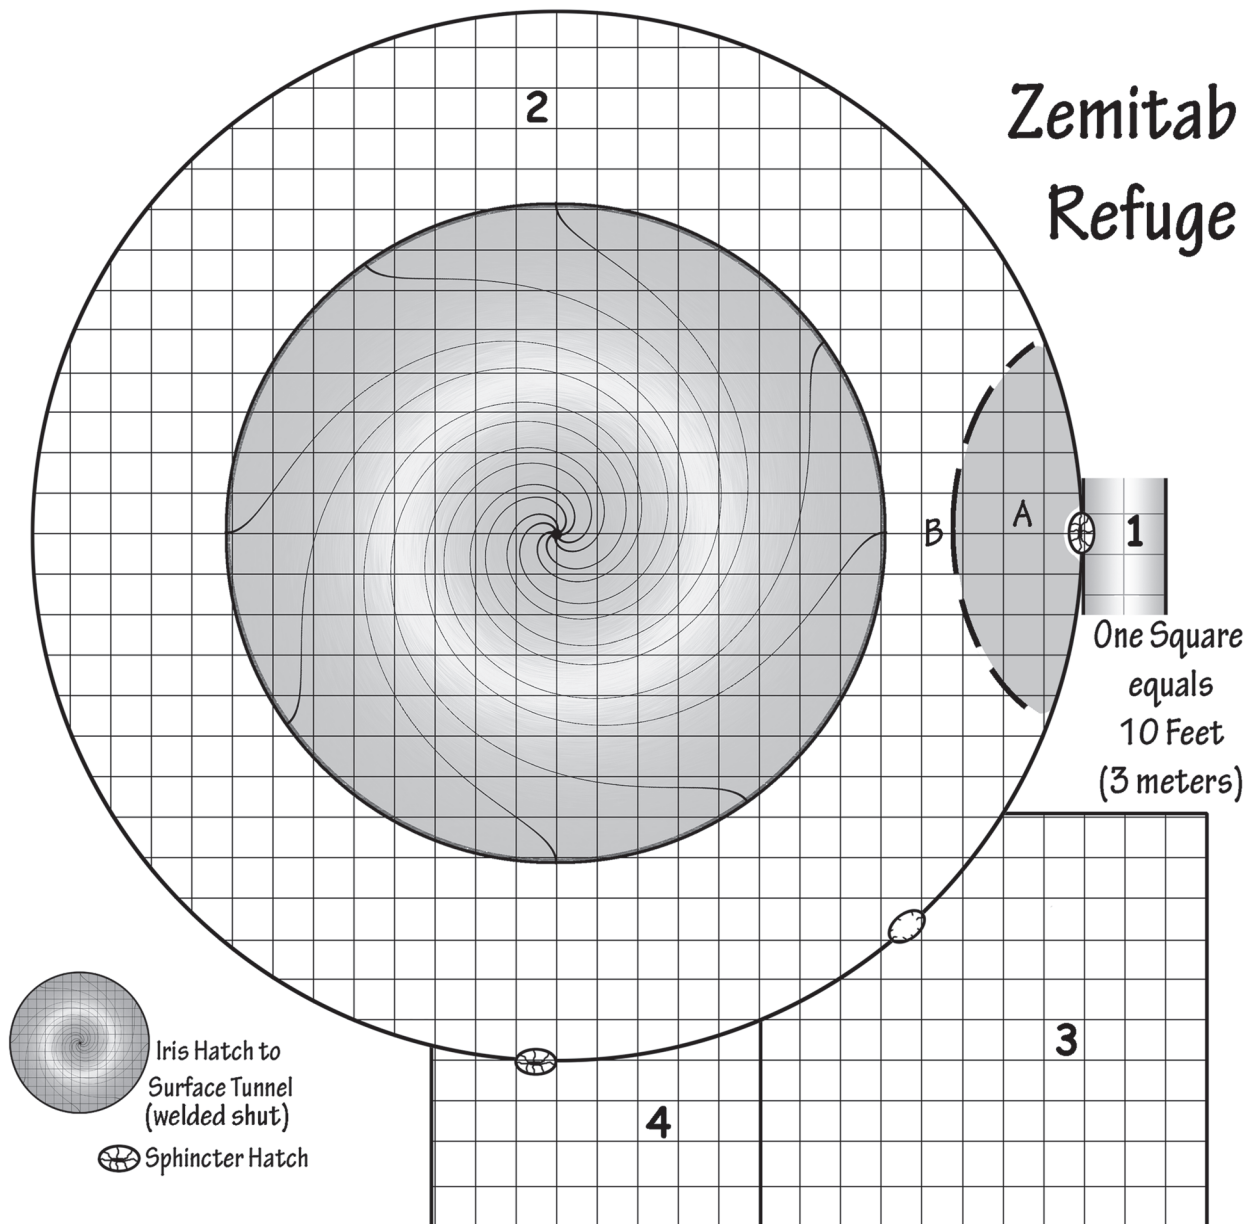 2
Zemitab
Refuge
A
B
1
One Square
equals
10 Feet
(3 meters)
3
4
Iris Hatch to
Surface Tunnel
(welded shut)
Sphincter Hatch